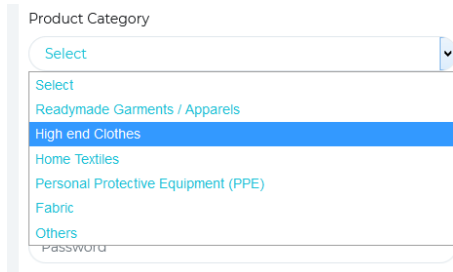 Product Category
Select
Select
Readymade Garments / Apparels
High end Clothes
Home Textiles
Personal Protective Equipment (PPE)
Fabric
Others
Password